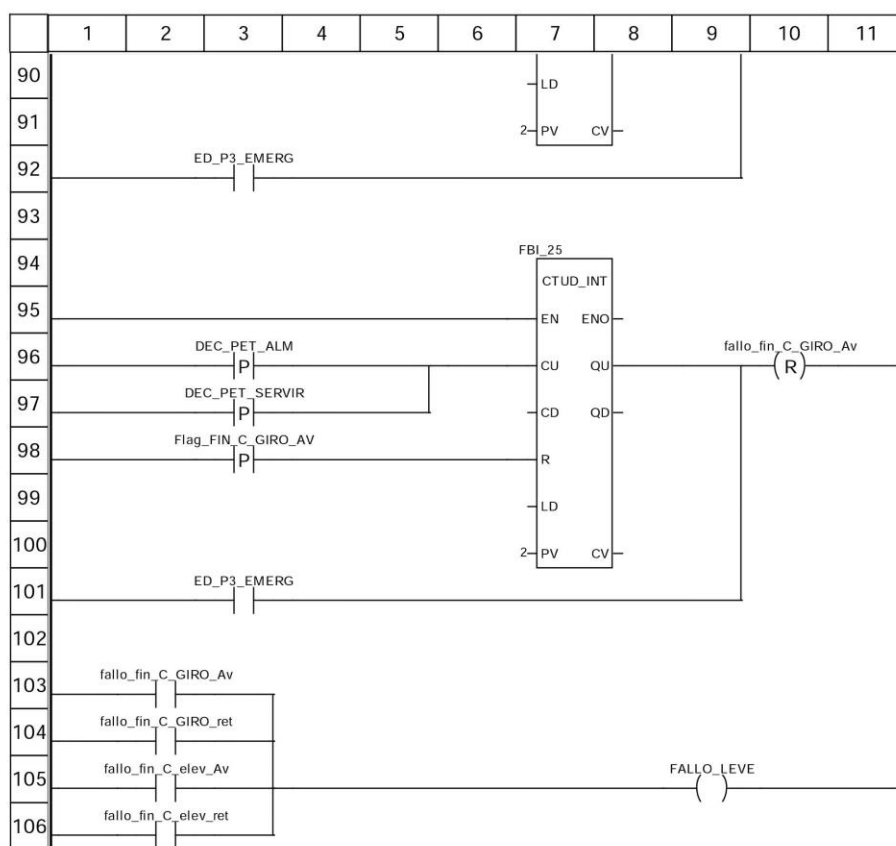 1 2 3 4 5 6 7 8 9 10 11
90
LD
91
2 PV CV
ED_P3_EMERG
92
93
FBI_25
94
CTUD_INT
95
EN ENO
DEC_PET_ALM
fallo_fin_C_GIRO_Av
96
P CU QU R
DEC_PET_SERVIR
97
P CD QD
Flag_FIN_C_GIRO_AV
98
P R
99
LD
100
2 PV CV
ED_P3_EMERG
101
102
fallo_fin_C_GIRO_Av
103
fallo_fin_C_GIRO_ret
104
fallo_fin_C_elev_Av
FALLO_LEVE
105
fallo_fin_C_elev_ret
106